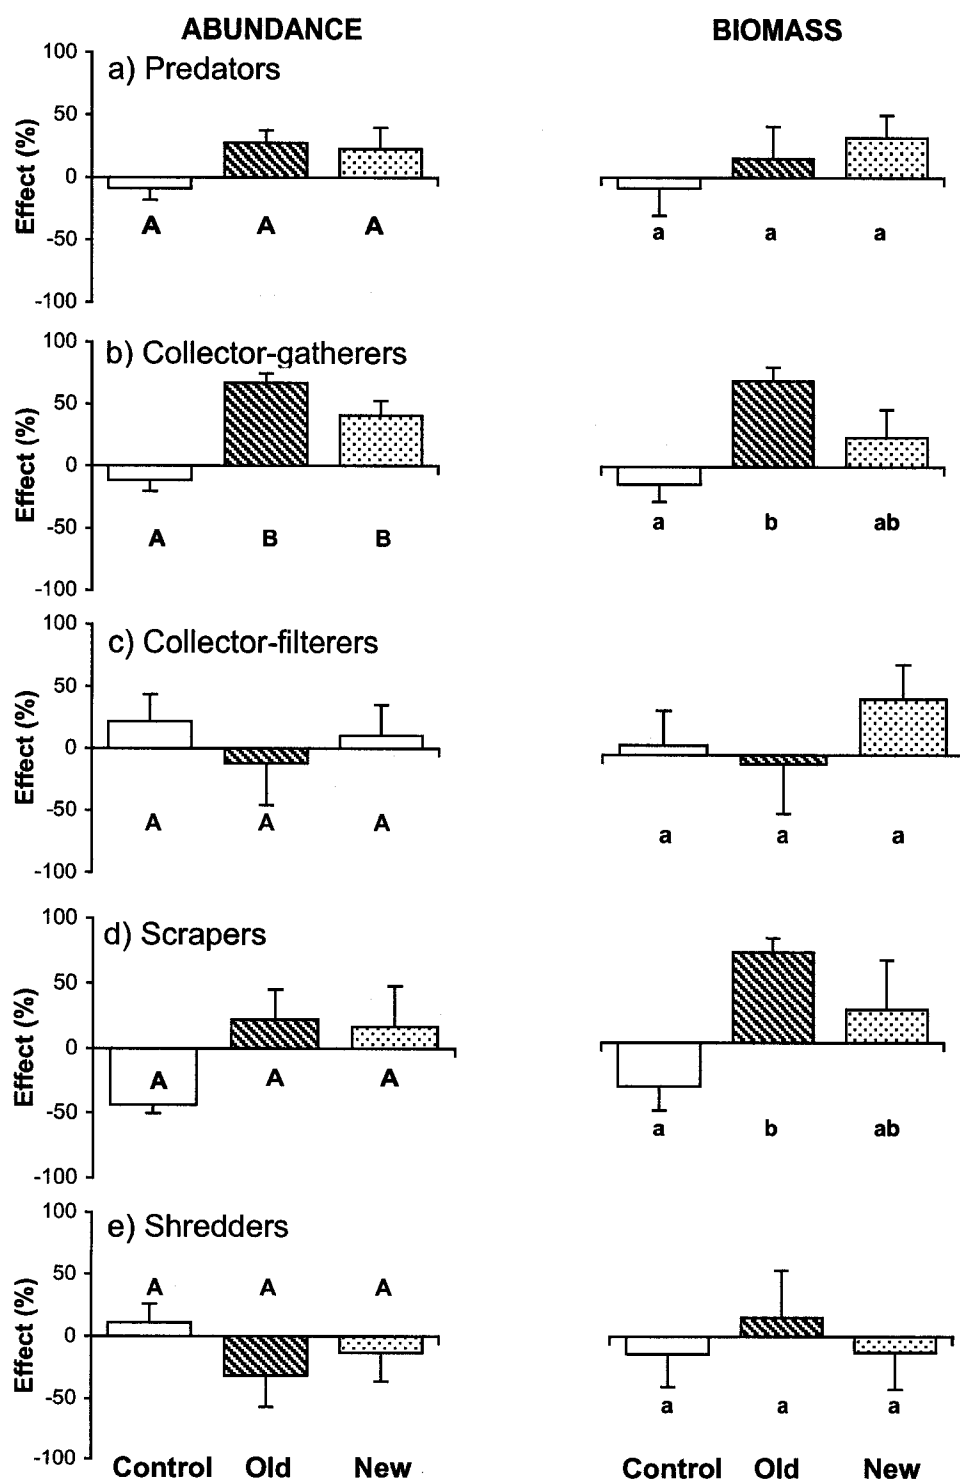 ABUNDANCE BIOMASS
a) Predators
100
50
0
-50
-100
Effect (%)
A A A
a a a
b) Collector-gatherers
100
50
0
-50
-100
Effect (%)
A B B
a b ab
c) Collector-filterers
100
50
0
-50
-100
Effect (%)
A A A
a a a
d) Scrapers
100
50
0
-50
-100
Effect (%)
A A A
a b ab
e) Shredders
100
50
0
-50
-100
Effect (%)
A A A
a a a
Control Old New
Control Old New